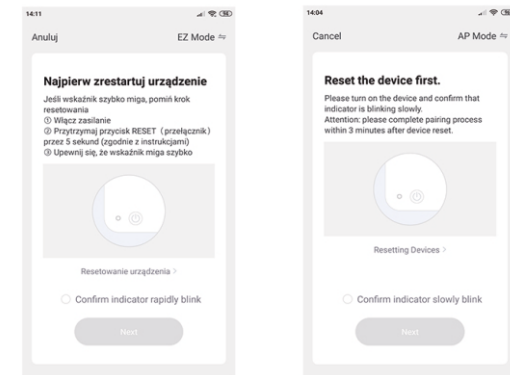 14:11
Anuluj
EZ Mode ⇋
Najpierw zrestartuj urządzenie
Jeśli wskaźnik szybko miga, pomiń krok
resetowania
① Włącz zasilanie
② Przytrzymaj przycisk RESET (przełącznik)
przez 5 sekund (zgodnie z instrukcjami)
③ Upewnij się, że wskaźnik miga szybko
Resetowanie urządzenia >
Confirm indicator rapidly blink
Next
14:04
Cancel
AP Mode ⇋
Reset the device first.
Please turn on the device and confirm that
indicator is blinking slowly.
Attention: please complete pairing process
within 3 minutes after device reset.
Resetting Devices >
Confirm indicator slowly blink
Next